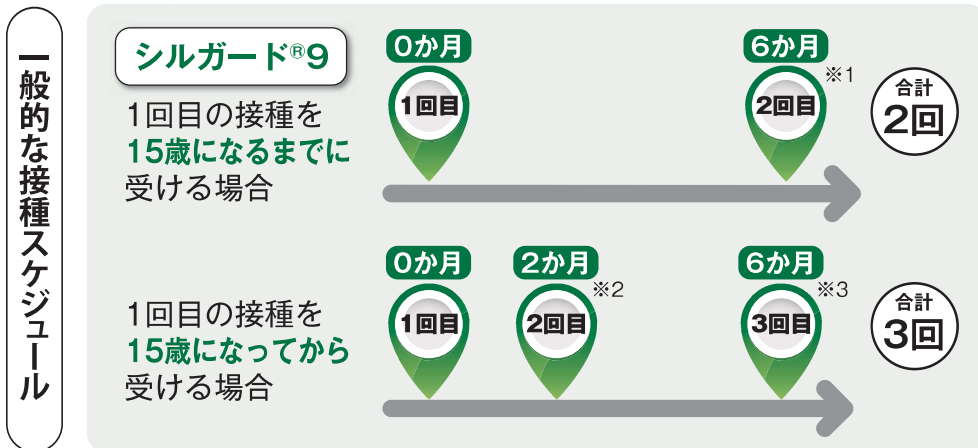 一般的な接種スケジュール
シルガード®9
1回目の接種を
15歳になるまでに
受ける場合
0か月
1回目
6か月
※1
2回目
合計
2回
1回目の接種を
15歳になってから
受ける場合
0か月
1回目
2か月
※2
2回目
6か月
※3
3回目
合計
3回